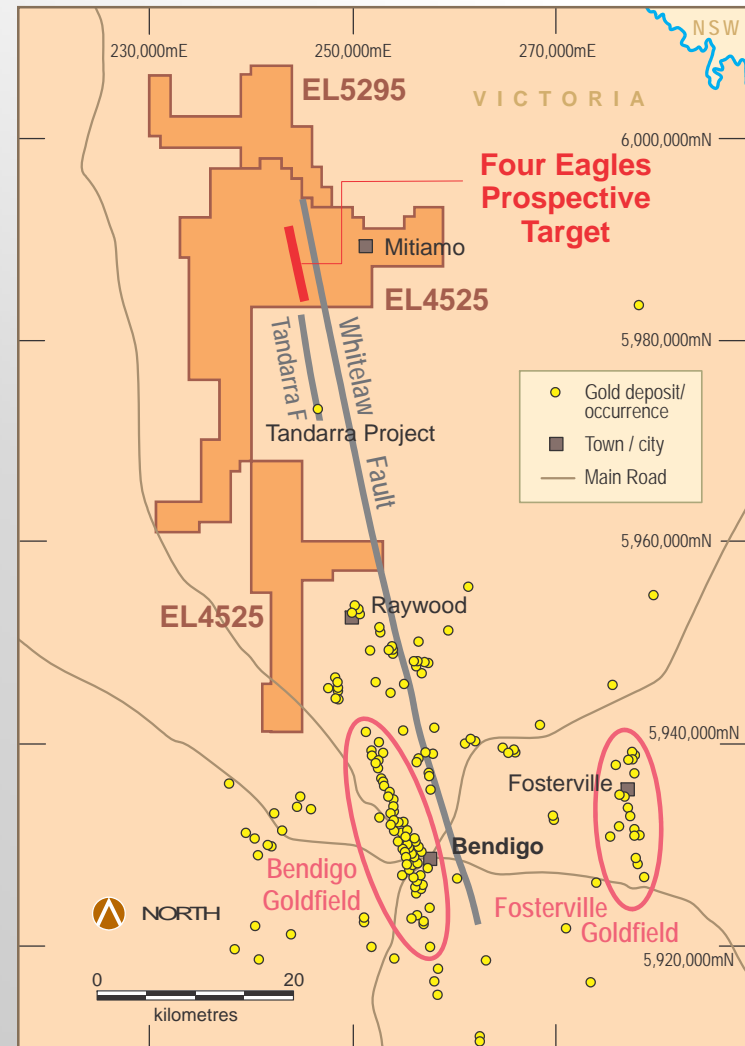 230,000mE
250,000mE
270,000mE
NSW
EL5295
VICTORIA
6,000,000mN
Four Eagles
Prospective
Target
Mitiamo
EL4525
5,980,000mN
Whitelaw
Fault
Tandarra F
Tandarra Project
Gold deposit/
occurrence
Town / city
Main Road
5,960,000mN
EL4525
Raywood
5,940,000mN
Fosterville
Bendigo
Bendigo
Goldfield
Fosterville
Goldfield
NORTH
5,920,000mN
0
20
kilometres